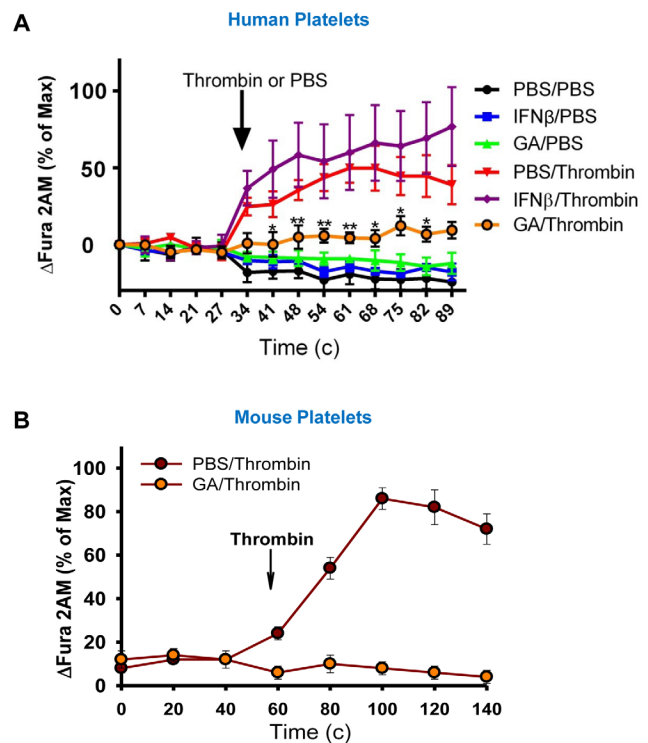 Human Platelets
A
ΔFura 2AM (% of Max)
100
50
0
Thrombin or PBS
* ** ** ** * * *
PBS/PBS
IFNβ/PBS
GA/PBS
PBS/Thrombin
IFNβ/Thrombin
GA/Thrombin
0 7 14 21 27 34 41 48 54 61 68 75 82 89
Time (c)
Mouse Platelets
B
ΔFura 2AM (% of Max)
100
80
60
40
20
0
PBS/Thrombin
GA/Thrombin
Thrombin
0 20 40 60 80 100 120 140
Time (c)